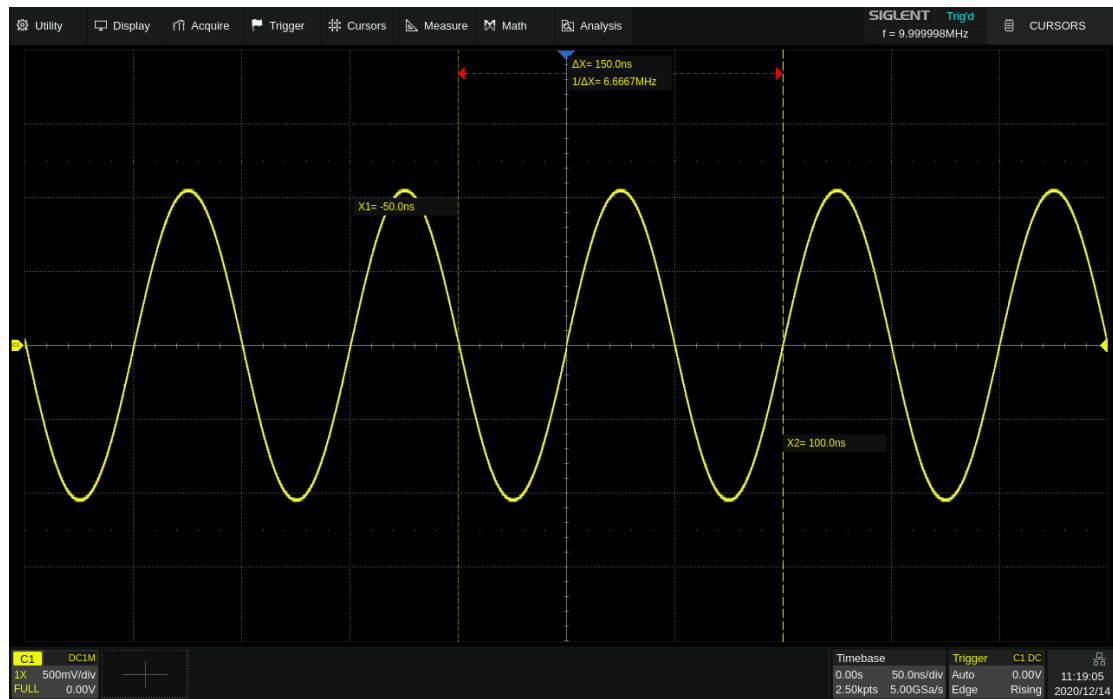 Utility Display Acquire Trigger Cursors Measure Math Analysis SIGLENT Trig'd CURSORS
f = 9.999998MHz
ΔX= 150.0ns
1/ΔX= 6.6667MHz
X1= -50.0ns
X2= 100.0ns
C1 DC1M Timebase Trigger C1 DC
1X 500mV/div 0.00s 50.0ns/div Auto 0.00V 11:19:05
FULL 0.00V 2.50kpts 5.00GSa/s Edge Rising 2020/12/14